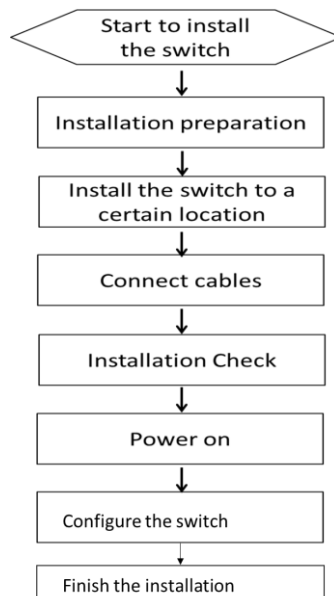 Start to install
the switch
Installation preparation
Install the switch to a
certain location
Connect cables
Installation Check
Power on
Configure the switch
Finish the installation